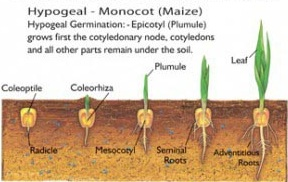 Hypogeal - Monocot (Maize)
Hypogeal Germination: - Epicotyl (Plumule)
grows first the cotyledonary node, cotyledons
and all other parts remain under the soil.
Leaf
Plumule
Coleoptile
Coleorhiza
Radicle
Mesocotyl
Seminal
Roots
Adventitious
Roots